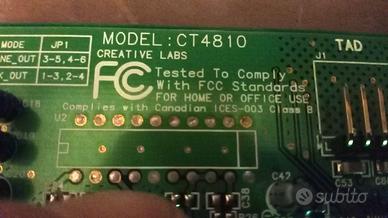 MODEL:CT4810
CREATIVE LABS
FC
Tested To Comply
With FCC Standards
FOR HOME OR OFFICE USE
Complies with Canadian ICES-003 Class B
MODE JP1
NE_OUT 3-5,4-6
K_OUT 1-3,2-4
TAD
J1
U2
C42
C38
subito